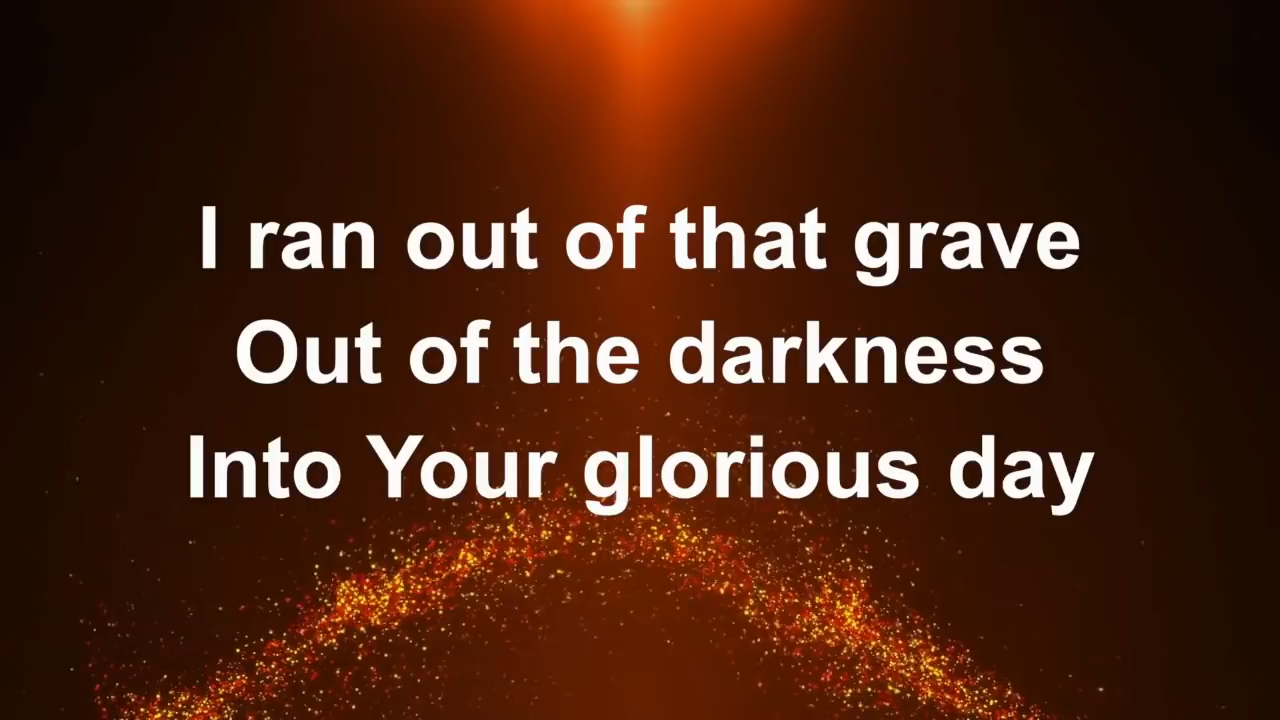 I ran out of that grave
Out of the darkness
Into Your glorious day